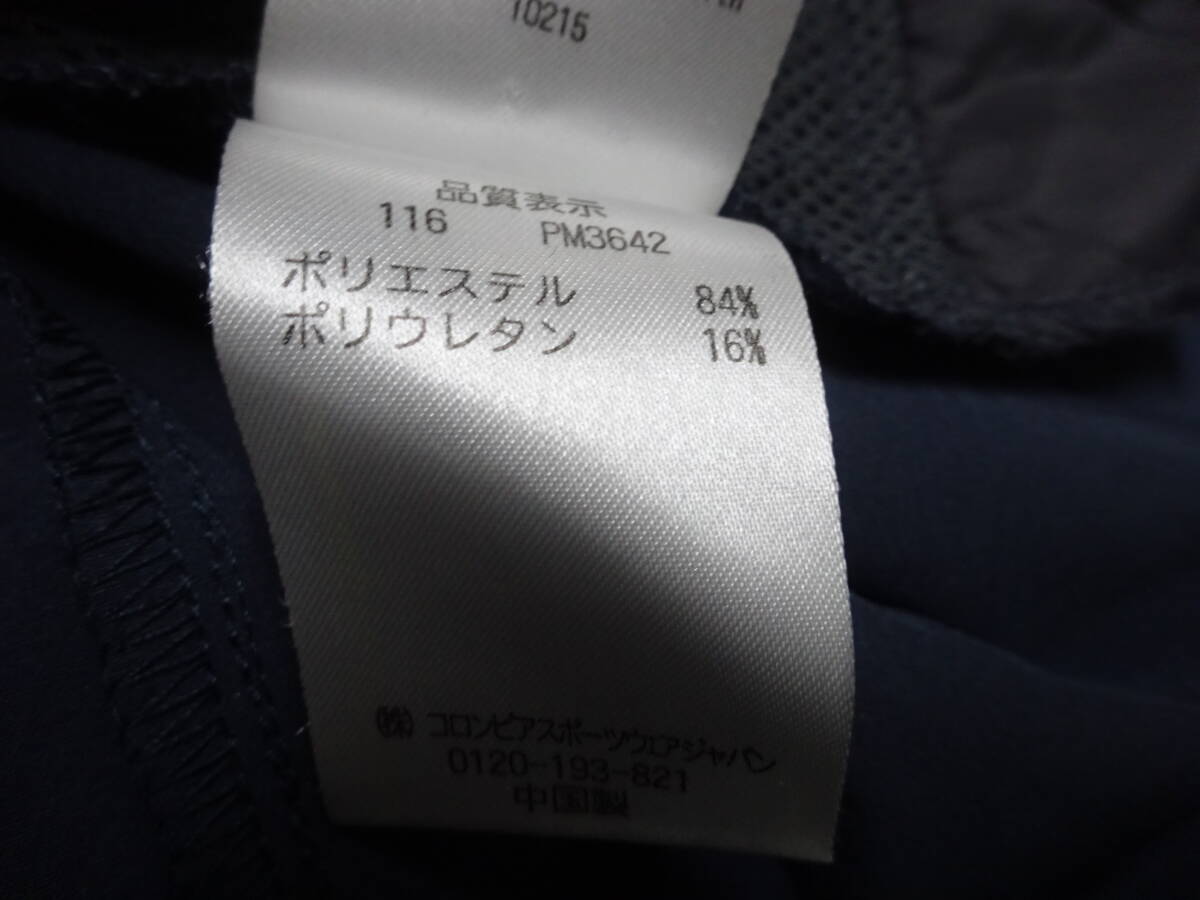 10215
品質表示
116 PM3642
ポリエステル 84%
ポリウレタン 16%
㈱ コロンビアスポーツウェアジャパン
0120-193-821
中国製